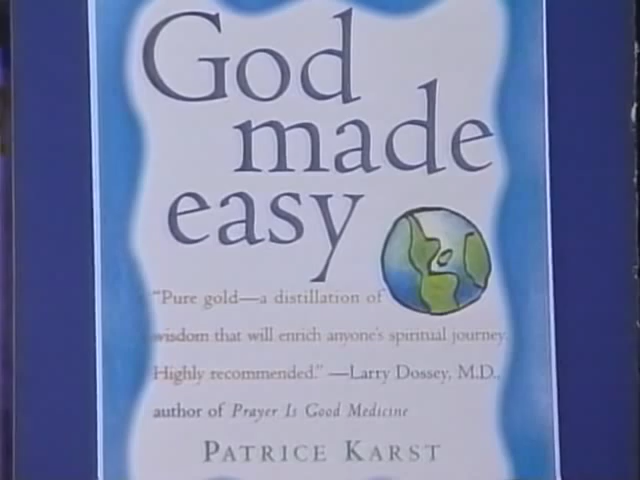 God
made
easy
"Pure gold—a distillation of
wisdom that will enrich anyone's spiritual journey.
Highly recommended." —Larry Dossey, M.D.,
author of Prayer Is Good Medicine
PATRICE KARST